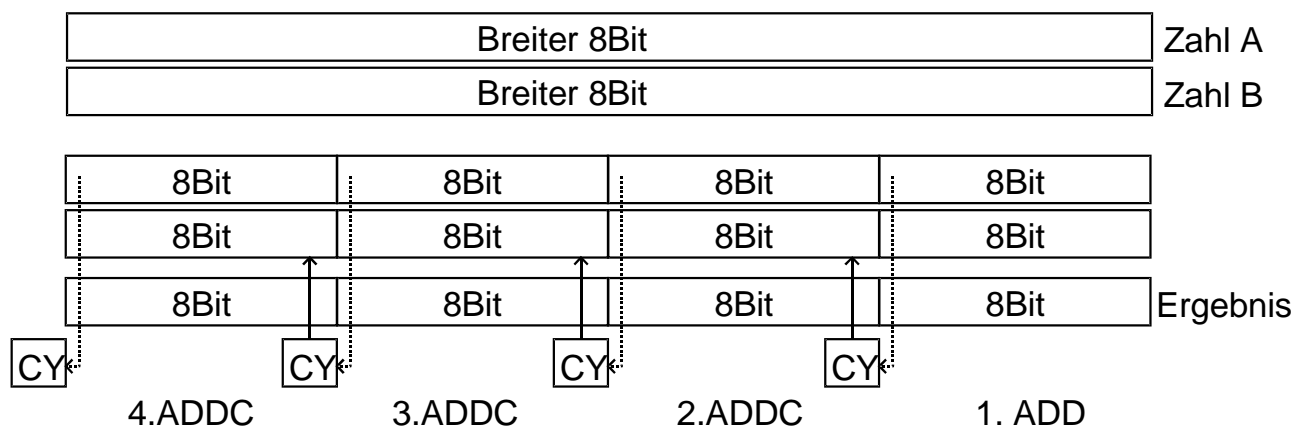 Breiter 8Bit Zahl A
Breiter 8Bit Zahl B
8Bit 8Bit 8Bit 8Bit
8Bit 8Bit 8Bit 8Bit
8Bit 8Bit 8Bit 8Bit Ergebnis
CY CY CY CY
4.ADDC 3.ADDC 2.ADDC 1. ADD